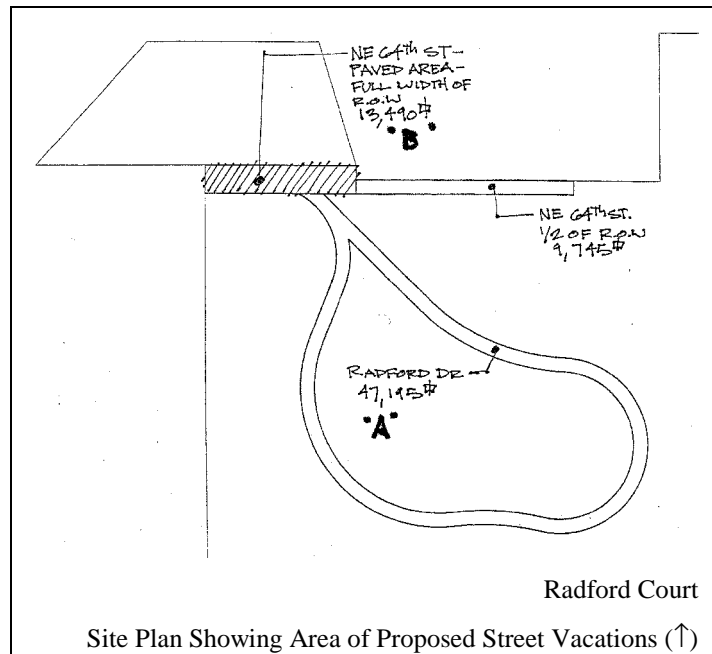 NE 64th ST-
PAVED AREA-
FULL WIDTH OF
R.O.W
13,490⌗
"B"
NE 64th ST.
1/2 OF R.O.W
9,745⌗
RADFORD DR
47,195⌗
"A"
Radford Court
Site Plan Showing Area of Proposed Street Vacations (↑)